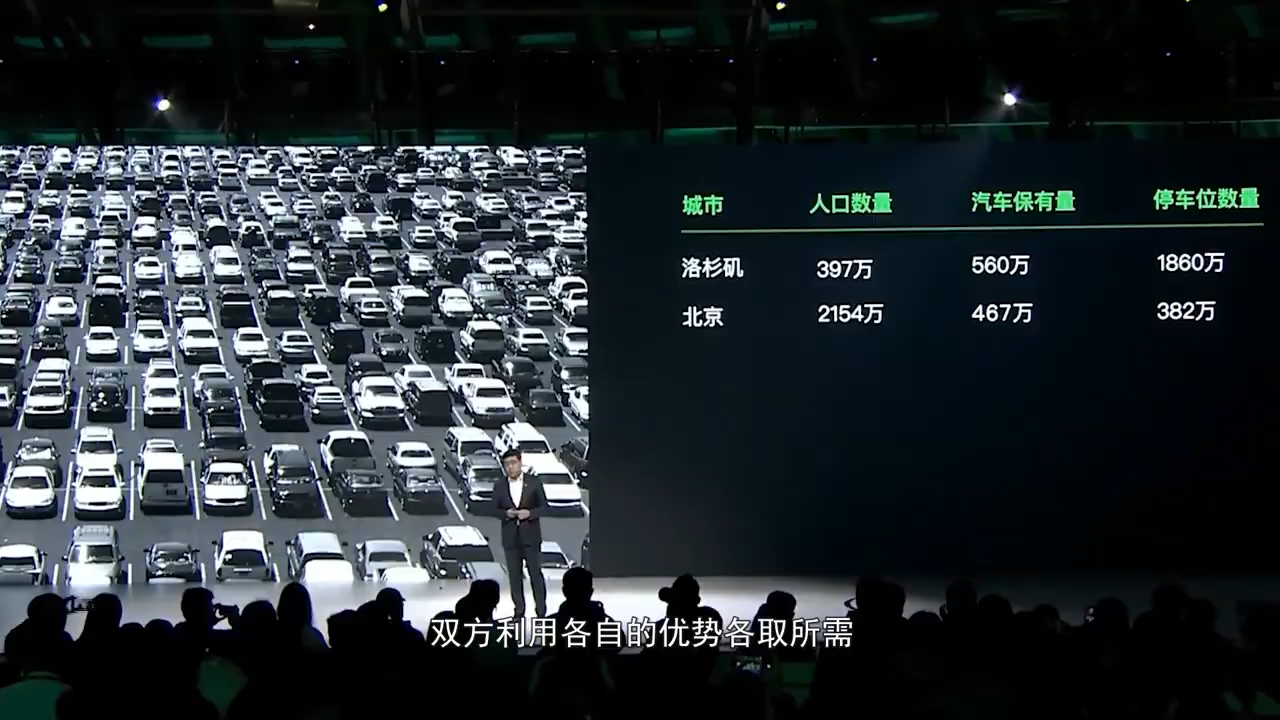 城市 人口数量 汽车保有量 停车位数量
洛杉矶 397万 560万 1860万
北京 2154万 467万 382万
双方利用各自的优势各取所需